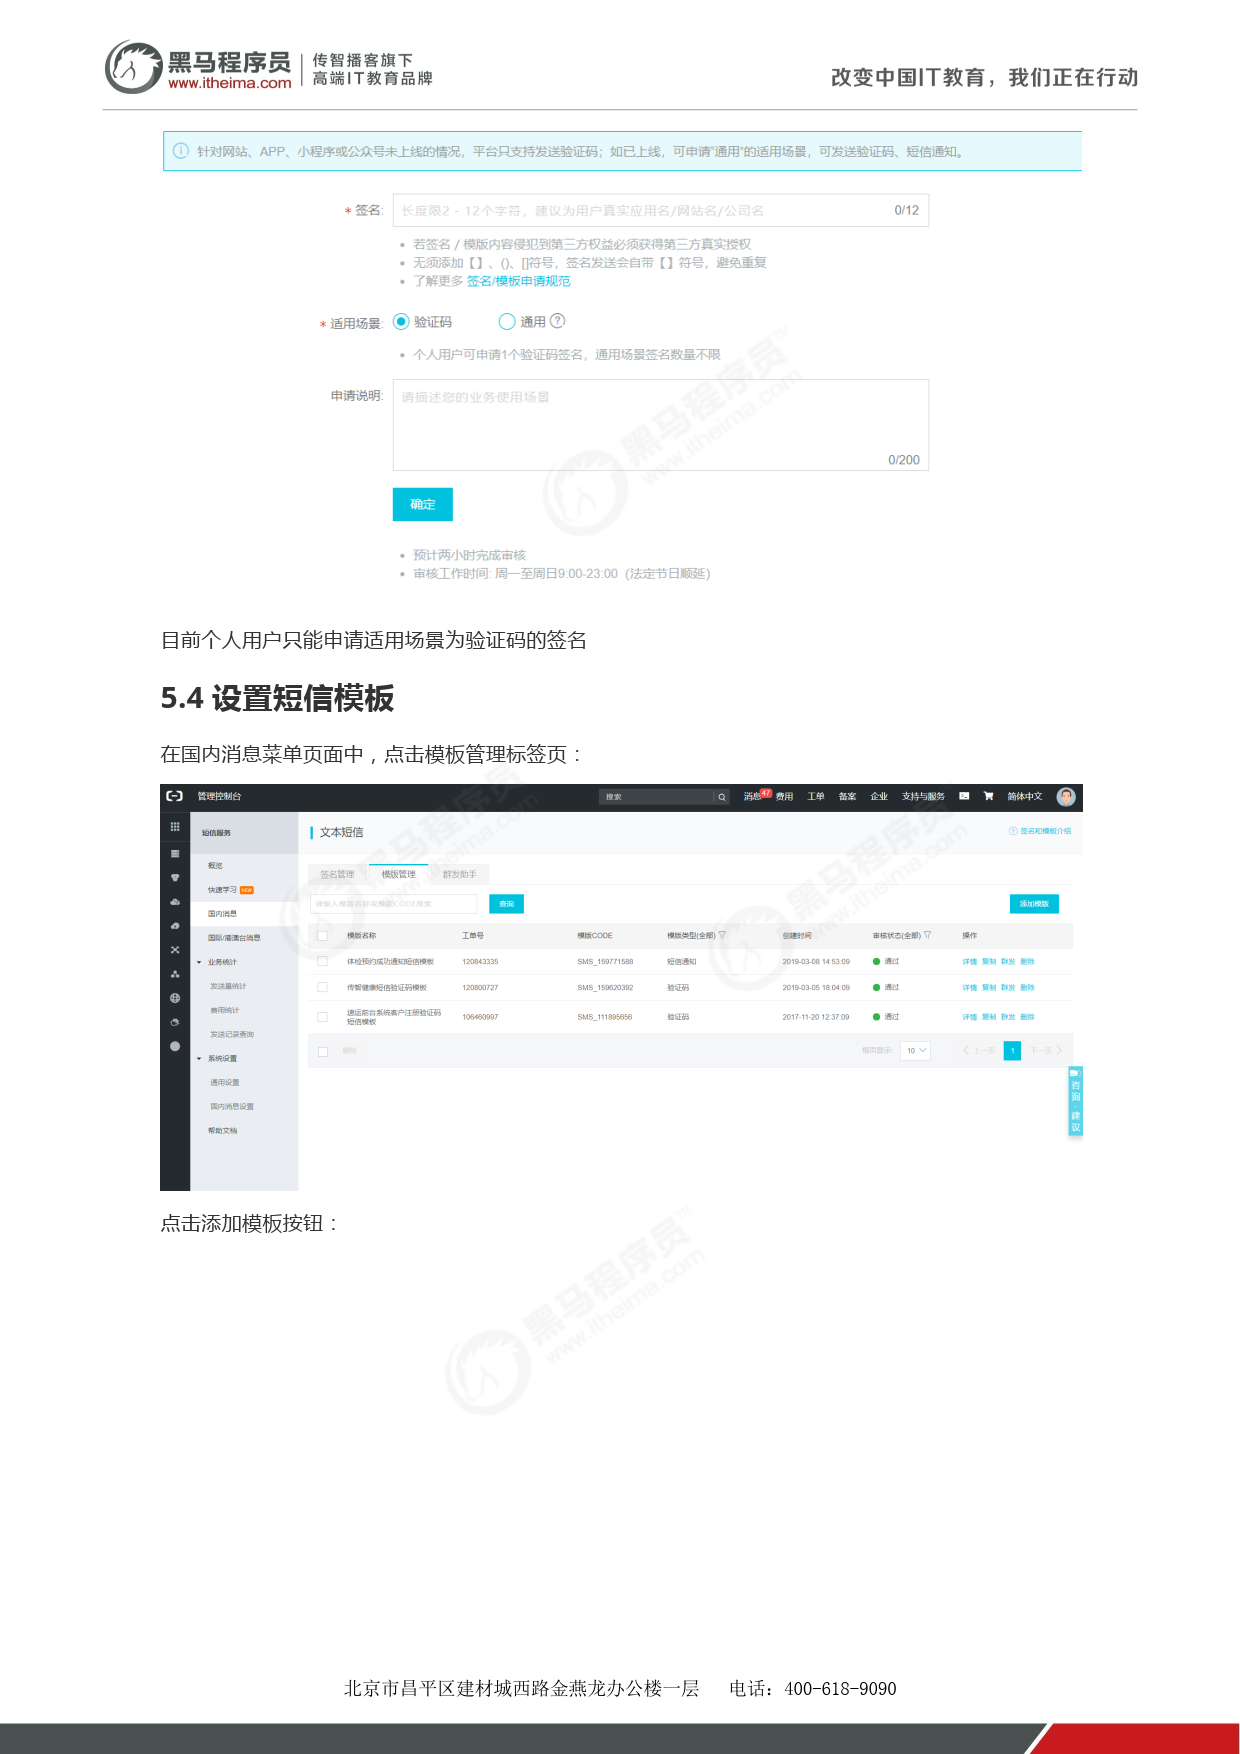 黑马程序员
www.itheima.com
传智播客旗下
高端IT教育品牌
改变中国IT教育，我们正在行动
针对网站、APP、小程序或公众号未上线的情况，平台只支持发送验证码；如已上线，可申请“通用”的适用场景，可发送验证码、短信通知。
* 签名: 长度限2 - 12个字符，建议为用户真实应用名/网站名/公司名 0/12
• 若签名 / 模版内容侵犯到第三方权益必须获得第三方真实授权
• 无须添加【】、()、[]符号，签名发送会自带【】符号，避免重复
• 了解更多 签名/模板申请规范
* 适用场景: 验证码 通用 ?
• 个人用户可申请1个验证码签名，通用场景签名数量不限
申请说明: 请描述您的业务使用场景
0/200
确定
• 预计两小时完成审核
• 审核工作时间: 周一至周日9:00-23:00（法定节日顺延）
目前个人用户只能申请适用场景为验证码的签名
5.4 设置短信模板
在国内消息菜单页面中，点击模板管理标签页：
管理控制台 搜索 消息 47 费用 工单 备案 企业 支持与服务 简体中文
短信服务 文本短信 签名和模板介绍
概览
签名管理 模版管理 群发助手
快速学习 NEW
请输入模版名称或模版CODE搜索 查询 添加模版
国内消息
国际/港澳台消息
模版名称 工单号 模版CODE 模版类型(全部) 创建时间 审核状态(全部) 操作
体检预约成功通知短信模板 120843335 SMS_159771588 短信通知 2019-03-08 14:53:09 通过 详情 复制 群发 删除
业务统计
发送量统计
传智健康短信验证码模板 120800727 SMS_159620392 验证码 2019-03-05 18:04:09 通过 详情 复制 群发 删除
费用统计
速运前台系统客户注册验证码短信模板 106460997 SMS_111895656 验证码 2017-11-20 12:37:09 通过 详情 复制 群发 删除
发送记录查询
删除 每页显示: 10 上一页 1 下一页
系统设置
通用设置
国内消息设置
帮助文档
咨询·建议
点击添加模板按钮：
黑马程序员
www.itheima.com
北京市昌平区建材城西路金燕龙办公楼一层 电话：400-618-9090